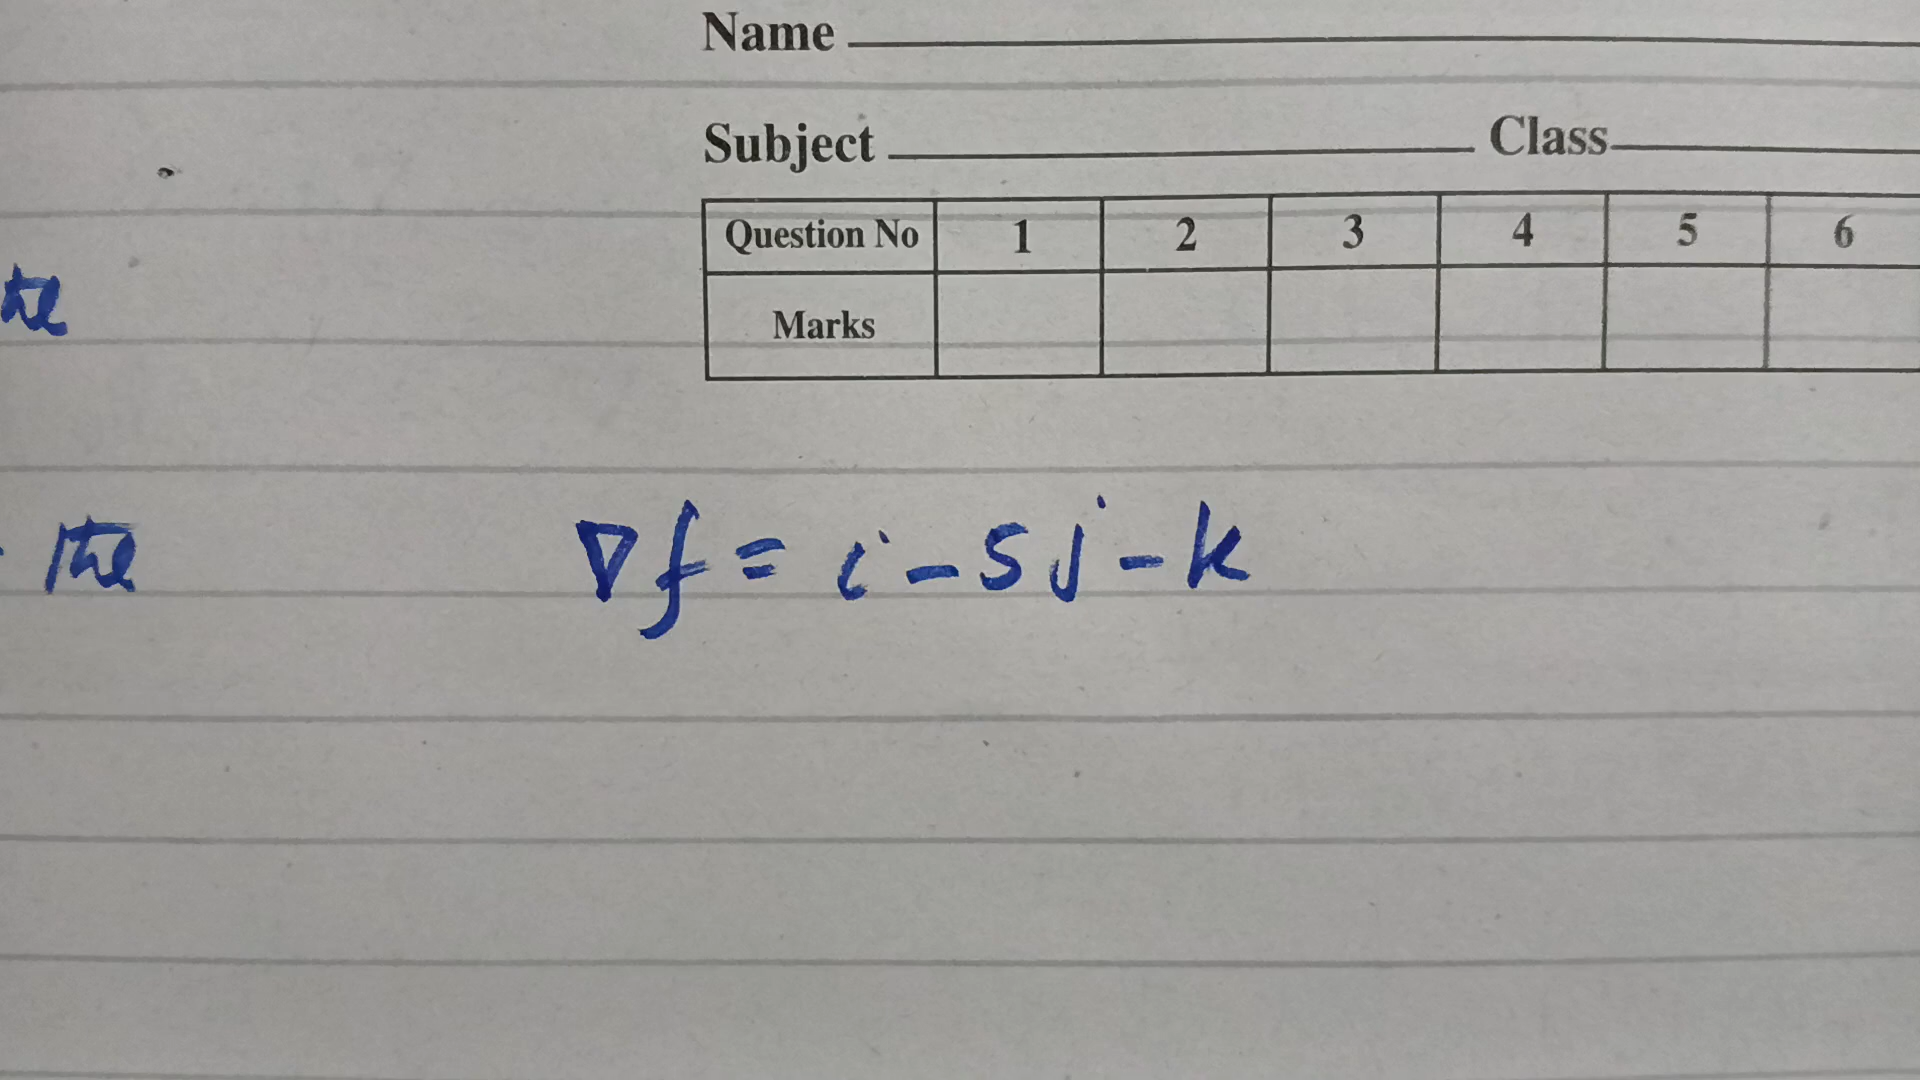 Name
Subject Class
Question No 1 2 3 4 5 6
Marks
the
the ∇f = i - 5j - k